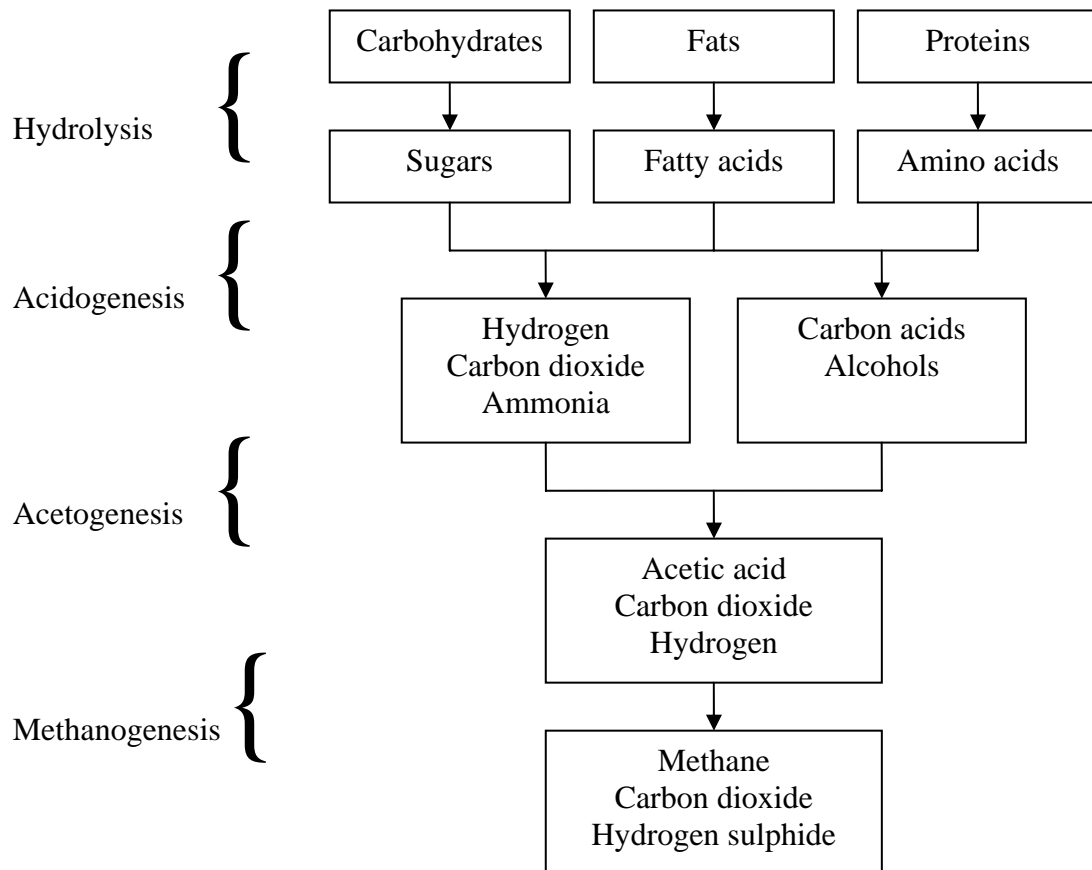 Carbohydrates
Fats
Proteins
Hydrolysis
Sugars
Fatty acids
Amino acids
Acidogenesis
Hydrogen
Carbon dioxide
Ammonia
Carbon acids
Alcohols
Acetogenesis
Acetic acid
Carbon dioxide
Hydrogen
Methanogenesis
Methane
Carbon dioxide
Hydrogen sulphide